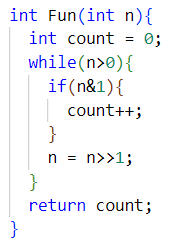 int Fun(int n){
  int count = 0;
  while(n>0){
    if(n&1){
      count++;
    }
    n = n>>1;
  }
  return count;
}